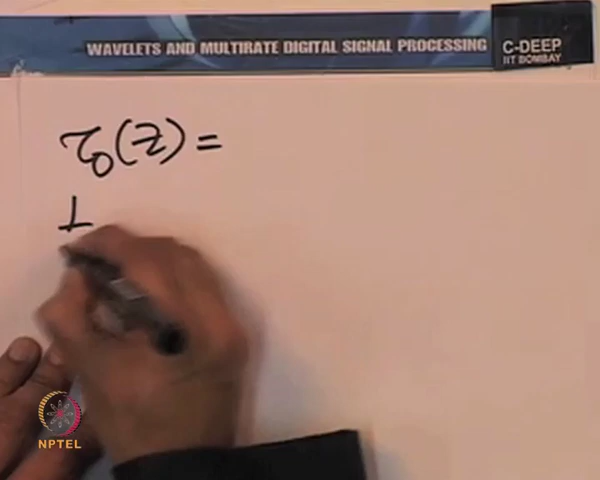 WAVELETS AND MULTIRATE DIGITAL SIGNAL PROCESSING
C-DEEP
IIT BOMBAY
τ₀(Z) =
1
NPTEL